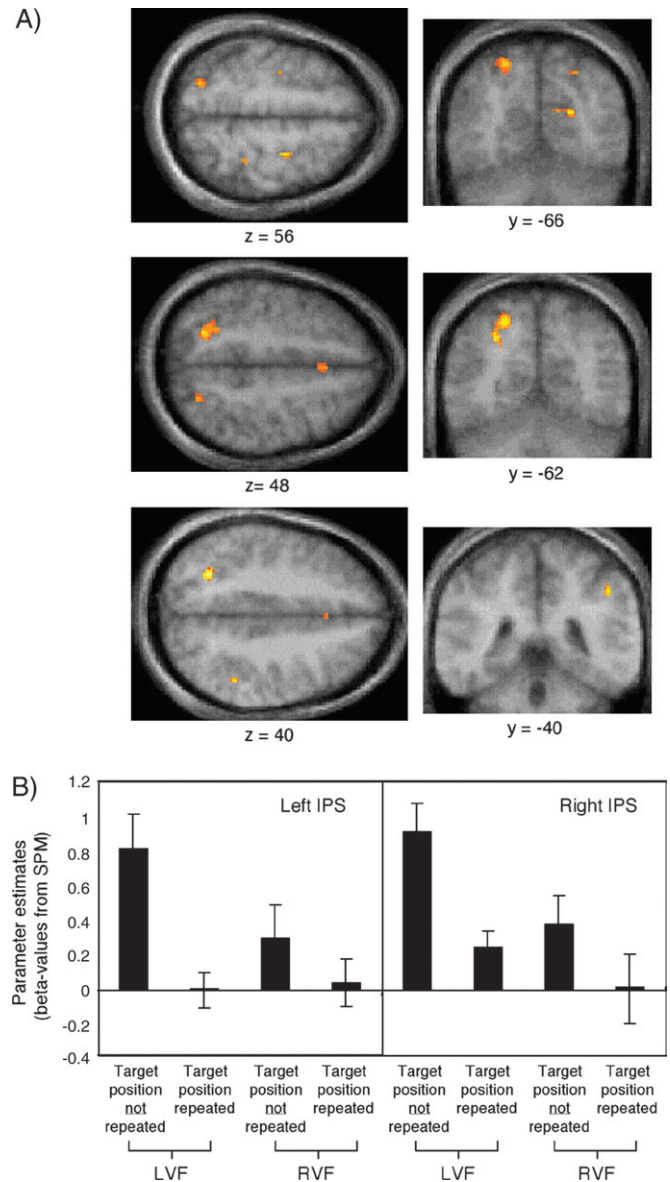 A)
z = 56
y = -66
z= 48
y = -62
z = 40
y = -40
B)
Parameter estimates
(beta-values from SPM)
1.2
1
0.8
0.6
0.4
0.2
0
-0.2
-0.4
Left IPS
Right IPS
Target
position
not
repeated
Target
position
repeated
Target
position
not
repeated
Target
position
repeated
Target
position
not
repeated
Target
position
repeated
Target
position
not
repeated
Target
position
repeated
LVF
RVF
LVF
RVF